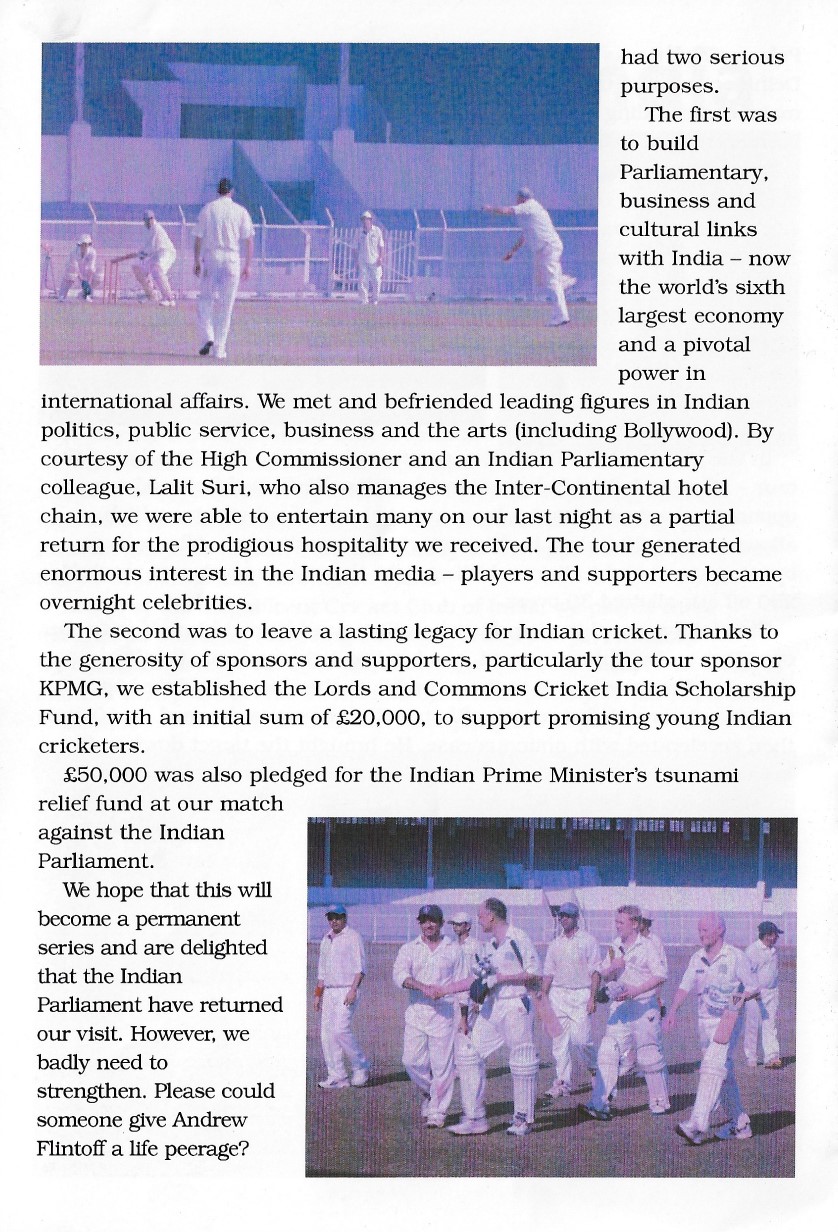 had two serious
purposes.
The first was
to build
Parliamentary,
business and
cultural links
with India – now
the world's sixth
largest economy
and a pivotal
power in
international affairs. We met and befriended leading figures in Indian
politics, public service, business and the arts (including Bollywood). By
courtesy of the High Commissioner and an Indian Parliamentary
colleague, Lalit Suri, who also manages the Inter-Continental hotel
chain, we were able to entertain many on our last night as a partial
return for the prodigious hospitality we received. The tour generated
enormous interest in the Indian media – players and supporters became
overnight celebrities.
The second was to leave a lasting legacy for Indian cricket. Thanks to
the generosity of sponsors and supporters, particularly the tour sponsor
KPMG, we established the Lords and Commons Cricket India Scholarship
Fund, with an initial sum of £20,000, to support promising young Indian
cricketers.
£50,000 was also pledged for the Indian Prime Minister's tsunami
relief fund at our match
against the Indian
Parliament.
We hope that this will
become a permanent
series and are delighted
that the Indian
Parliament have returned
our visit. However, we
badly need to
strengthen. Please could
someone give Andrew
Flintoff a life peerage?